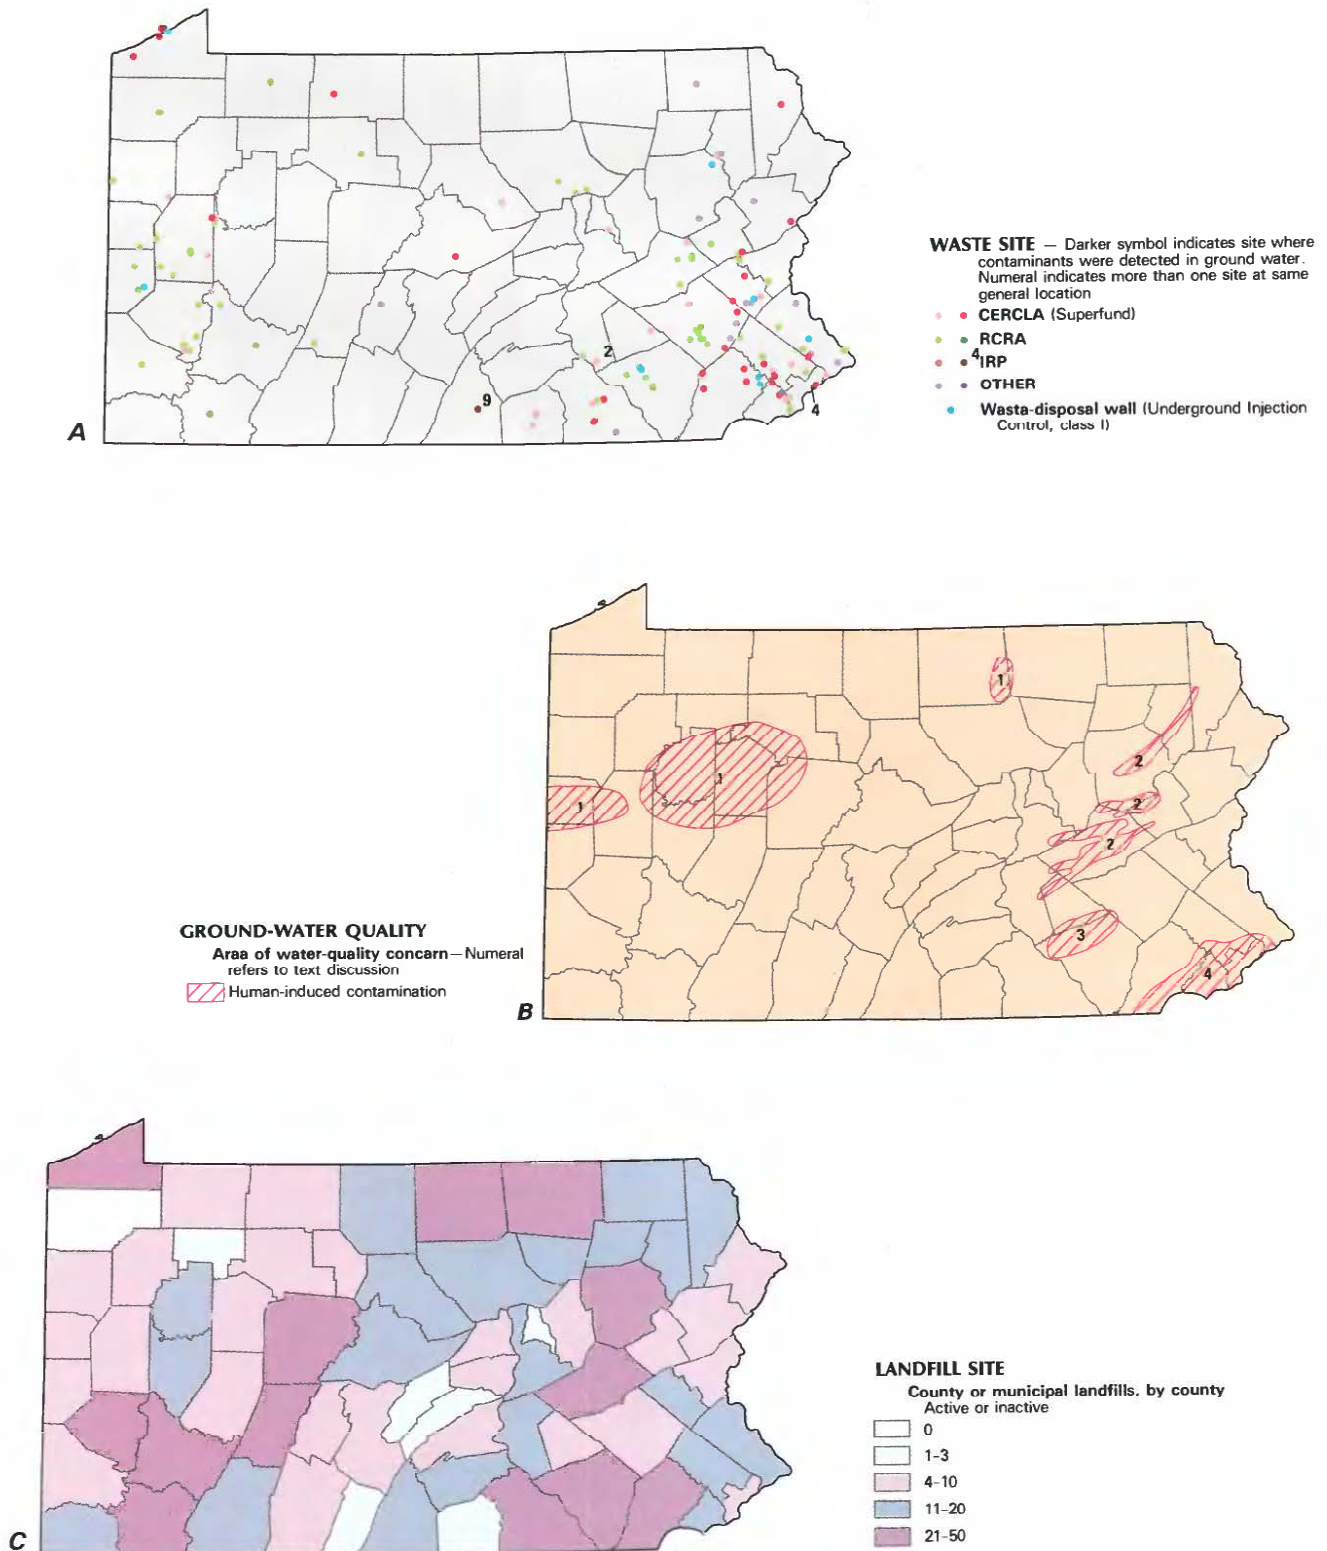 WASTE SITE — Darker symbol indicates site where
contaminants were detected in ground water.
Numeral indicates more than one site at same
general location
CERCLA (Superfund)
RCRA
4 IRP
OTHER
Wasta-disposal wall (Underground Injection
Control, class I)
2
9
4
A
1
2
1
1
2
2
3
4
GROUND-WATER QUALITY
Araa of watar-quality concarn—Numeral
refers to text discussion
Human-induced contamination
B
LANDFILL SITE
County or municipal landfills. by county
Active or inactive
0
1-3
4-10
11-20
21-50
C